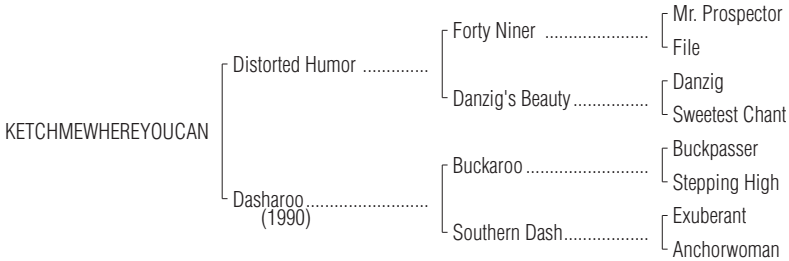 Mr. Prospector
Forty Niner ......................
File
Distorted Humor ..............
Danzig
Danzig's Beauty................
Sweetest Chant
KETCHMEWHEREYOUCAN
Buckpasser
Buckaroo ..........................
Stepping High
Dasharoo..........................
(1990)
Exuberant
Southern Dash..................
Anchorwoman